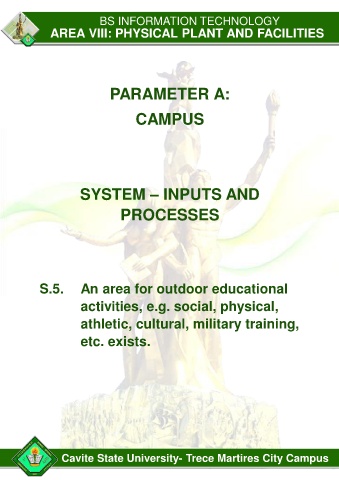 BS INFORMATION TECHNOLOGY
AREA VIII: PHYSICAL PLANT AND FACILITIES
PARAMETER A:
CAMPUS
SYSTEM – INPUTS AND
PROCESSES
S.5. An area for outdoor educational
activities, e.g. social, physical,
athletic, cultural, military training,
etc. exists.
Cavite State University- Trece Martires City Campus